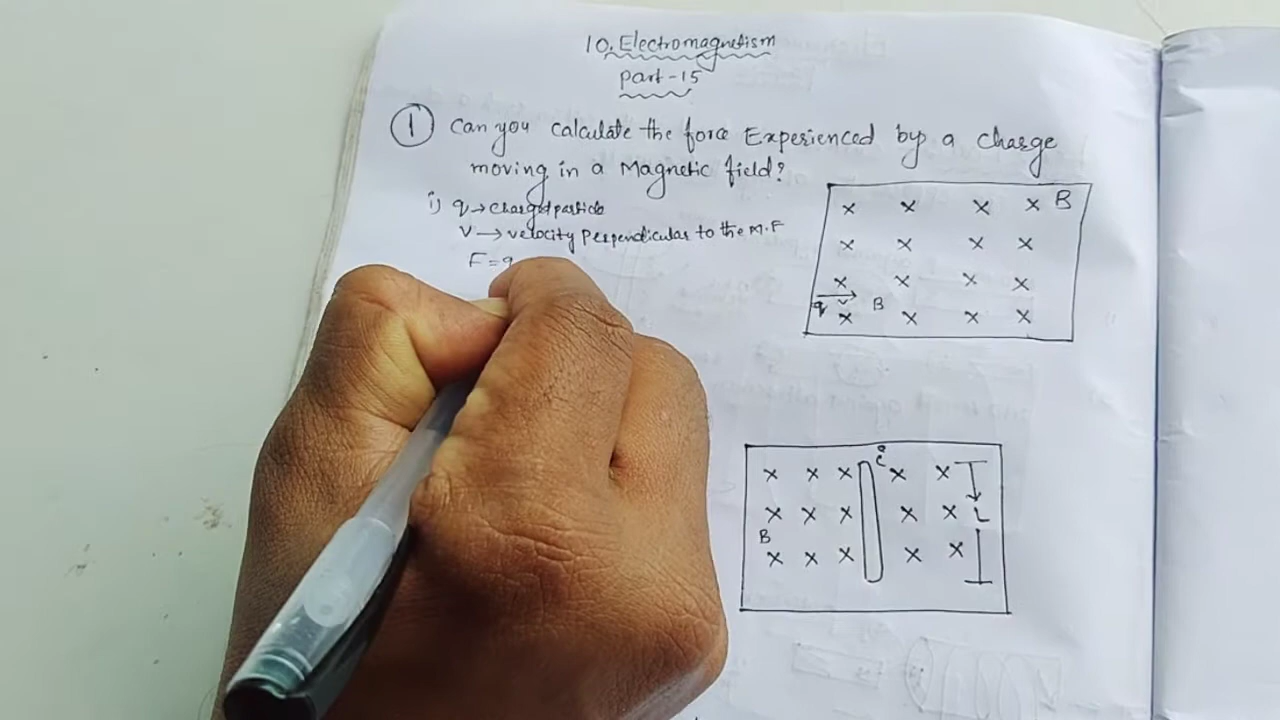 10. Electromagnetism
Part-15
1 Can you calculate the force Experienced by a charge
moving in a Magnetic field?
i) q→ charged particle
V→ velocity Perpendicular to the M.F
F=q
x x x x B
x x x x
x x x x
q v B
x x x x
i
x x x x x
x x x x x L
B
x x x x x